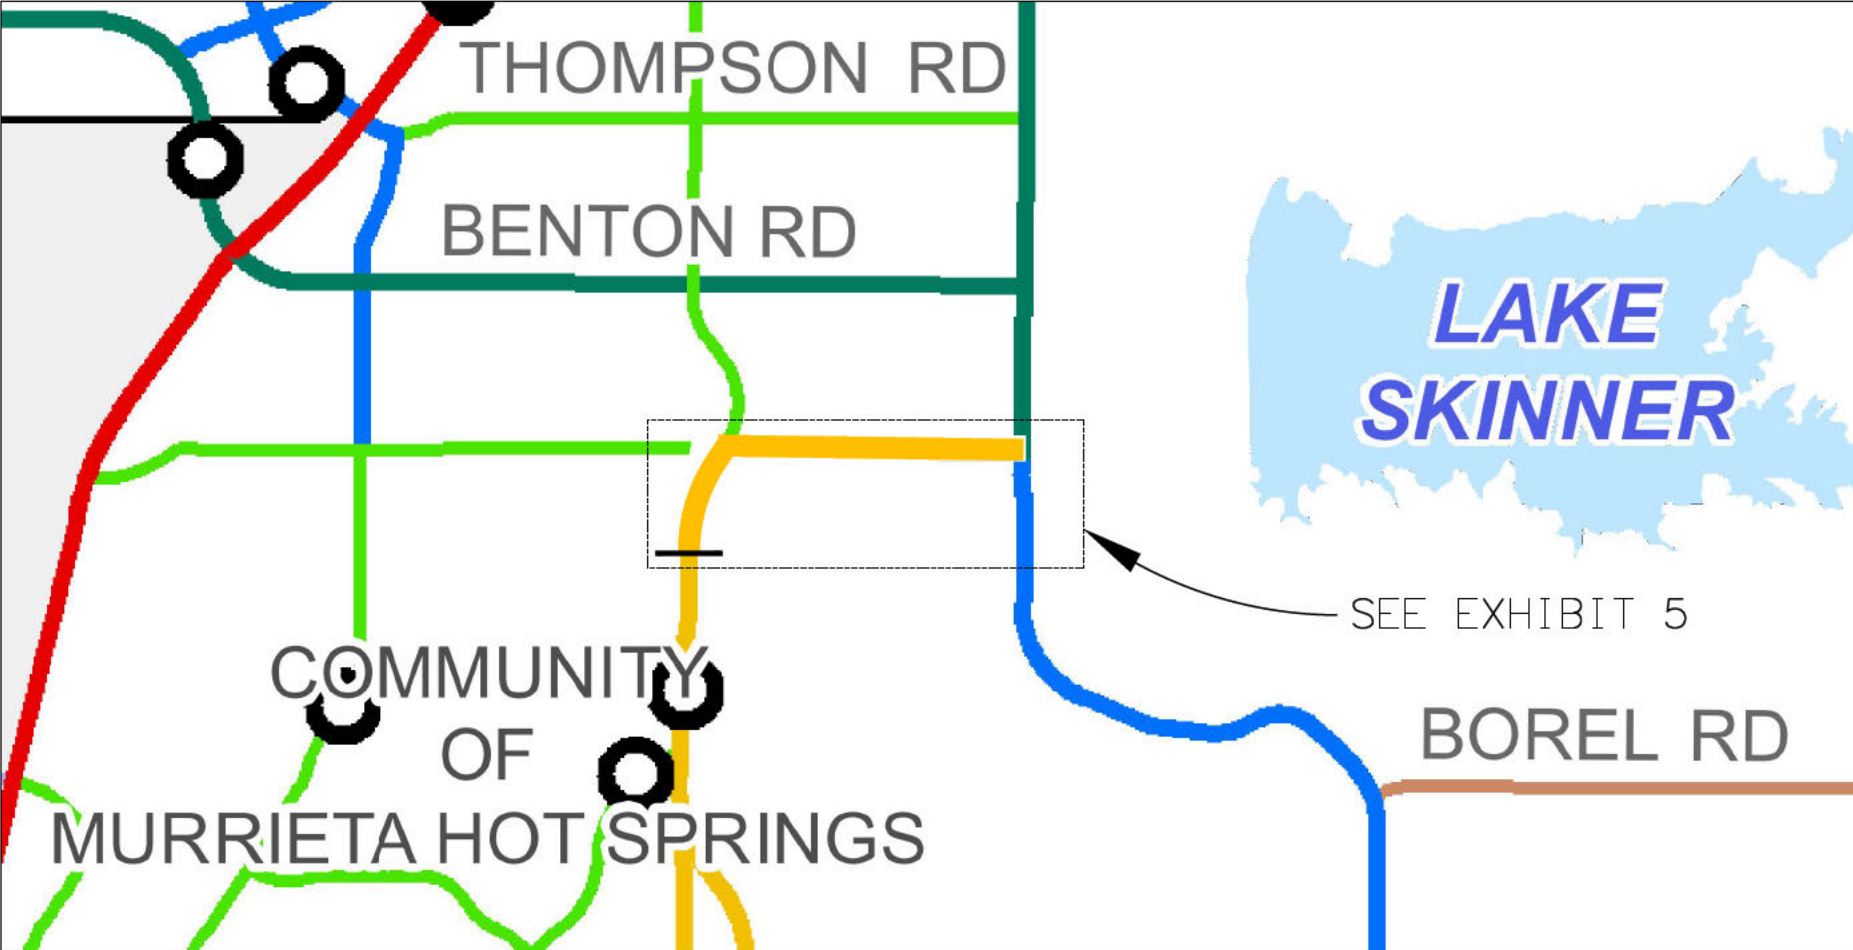 THOMPSON RD
BENTON RD
LAKE
SKINNER
SEE EXHIBIT 5
COMMUNITY
OF
MURRIETA HOT SPRINGS
BOREL RD